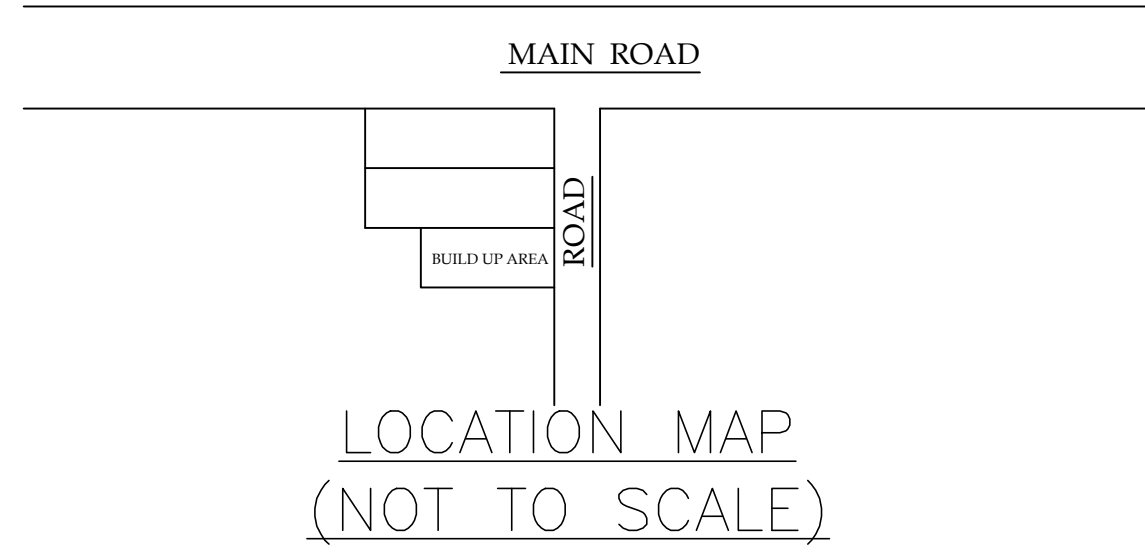 MAIN ROAD
ROAD
BUILD UP AREA
LOCATION MAP
(NOT TO SCALE)